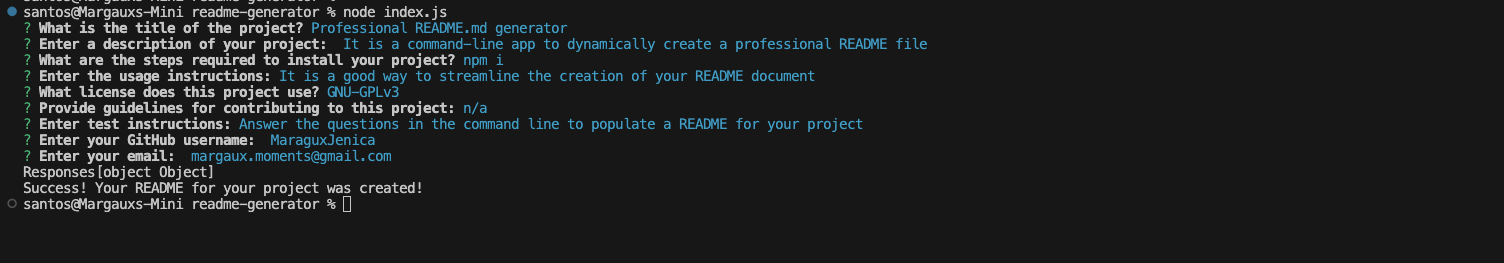 santos@Margauxs-Mini readme-generator % node index.js
? What is the title of the project? Professional README.md generator
? Enter a description of your project:  It is a command-line app to dynamically create a professional README file
? What are the steps required to install your project? npm i
? Enter the usage instructions: It is a good way to streamline the creation of your README document
? What license does this project use? GNU-GPLv3
? Provide guidelines for contributing to this project: n/a
? Enter test instructions: Answer the questions in the command line to populate a README for your project
? Enter your GitHub username:  MaraguxJenica
? Enter your email:  margaux.moments@gmail.com
Responses[object Object]
Success! Your README for your project was created!
santos@Margauxs-Mini readme-generator %